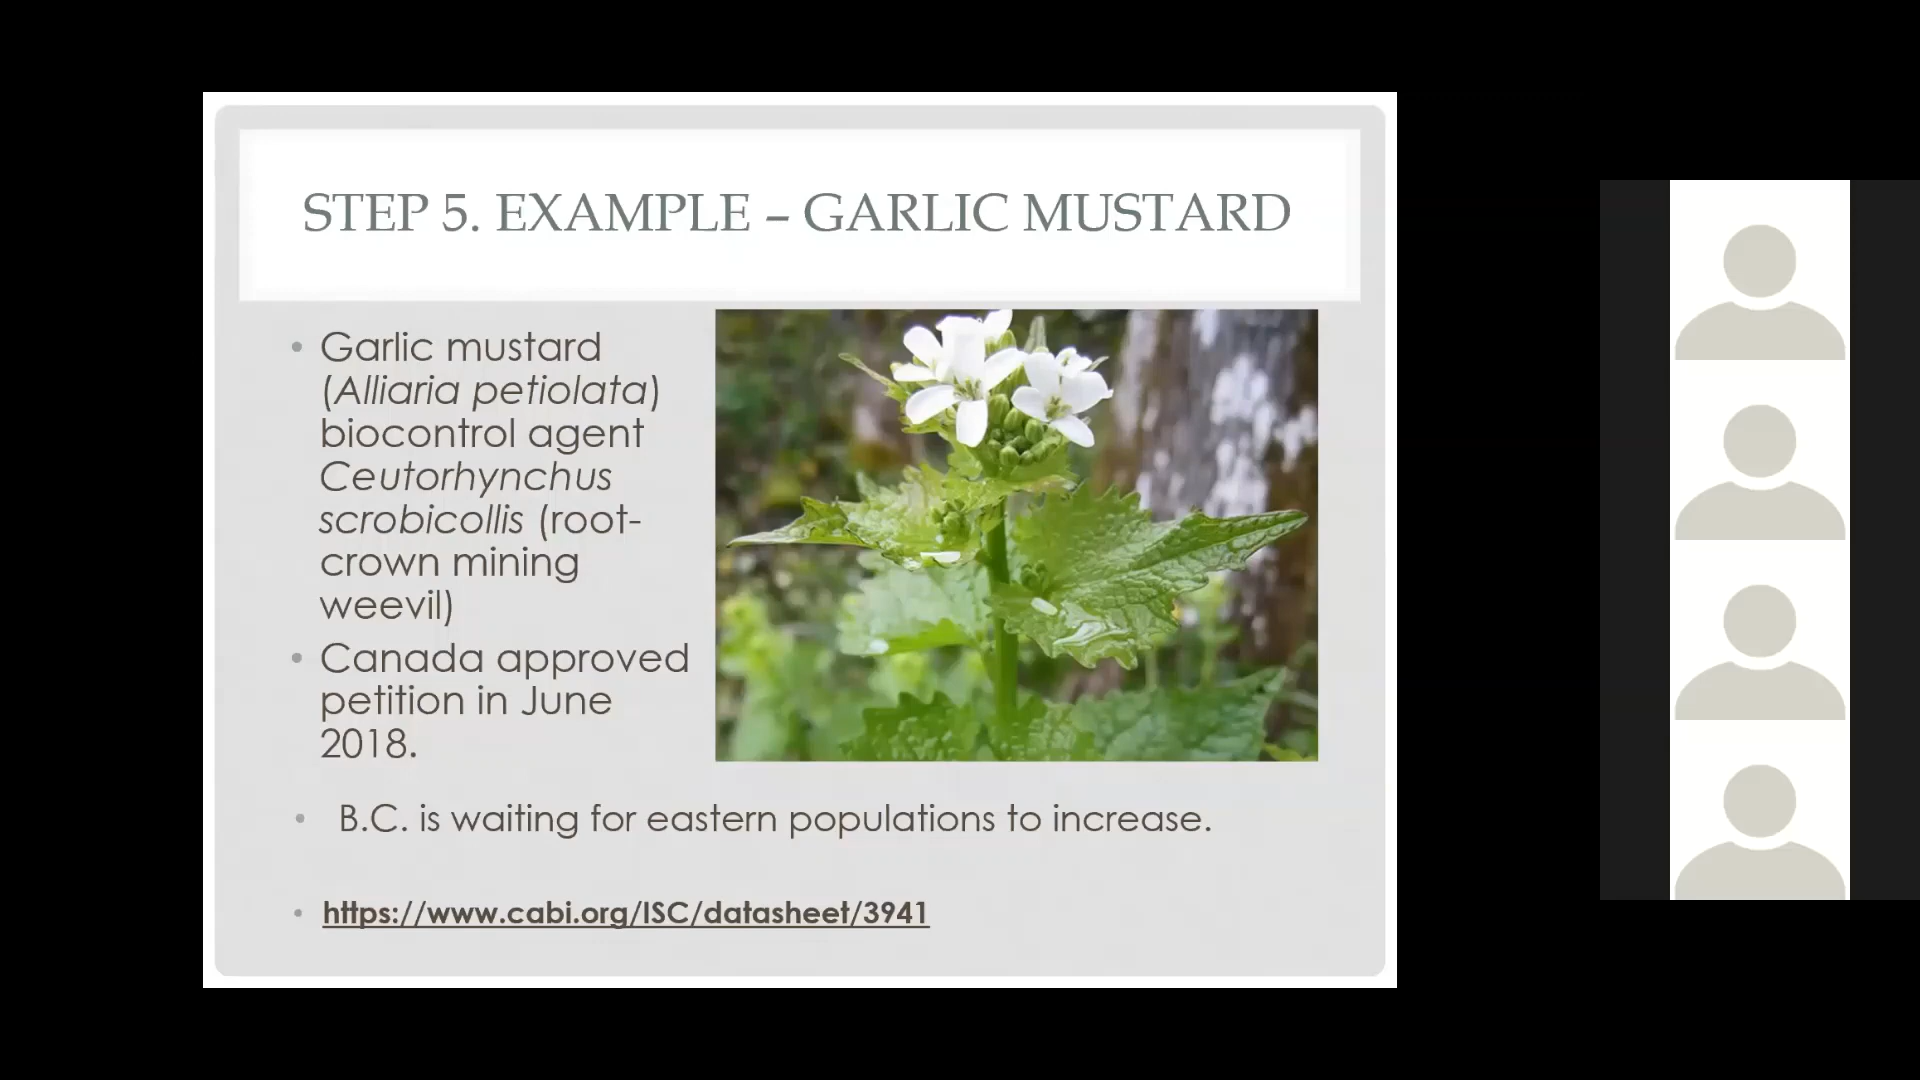 STEP 5. EXAMPLE – GARLIC MUSTARD
• Garlic mustard
(Alliaria petiolata)
biocontrol agent
Ceutorhynchus
scrobicollis (root-
crown mining
weevil)
• Canada approved
petition in June
2018.
• B.C. is waiting for eastern populations to increase.
• https://www.cabi.org/ISC/datasheet/3941